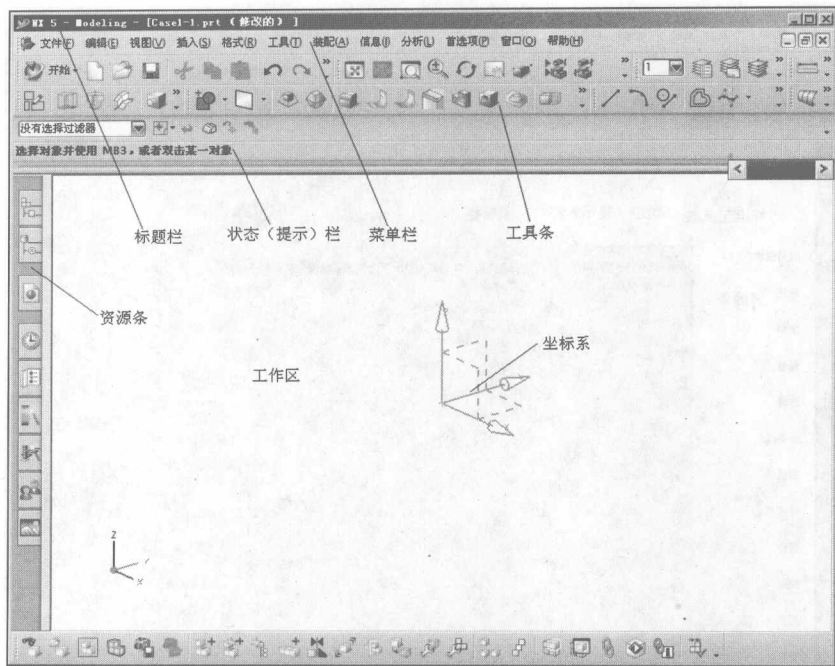 NX 5 - Modeling - [Case1-1.prt （修改的） ]
文件(F) 编辑(E) 视图(V) 插入(S) 格式(R) 工具(T) 装配(A) 信息(I) 分析(L) 首选项(P) 窗口(O) 帮助(H)
开始
1
没有选择过滤器
选择对象并使用 MB3，或者双击某一对象
标题栏
状态（提示）栏
菜单栏
工具条
资源条
坐标系
工作区
Z
Y
X